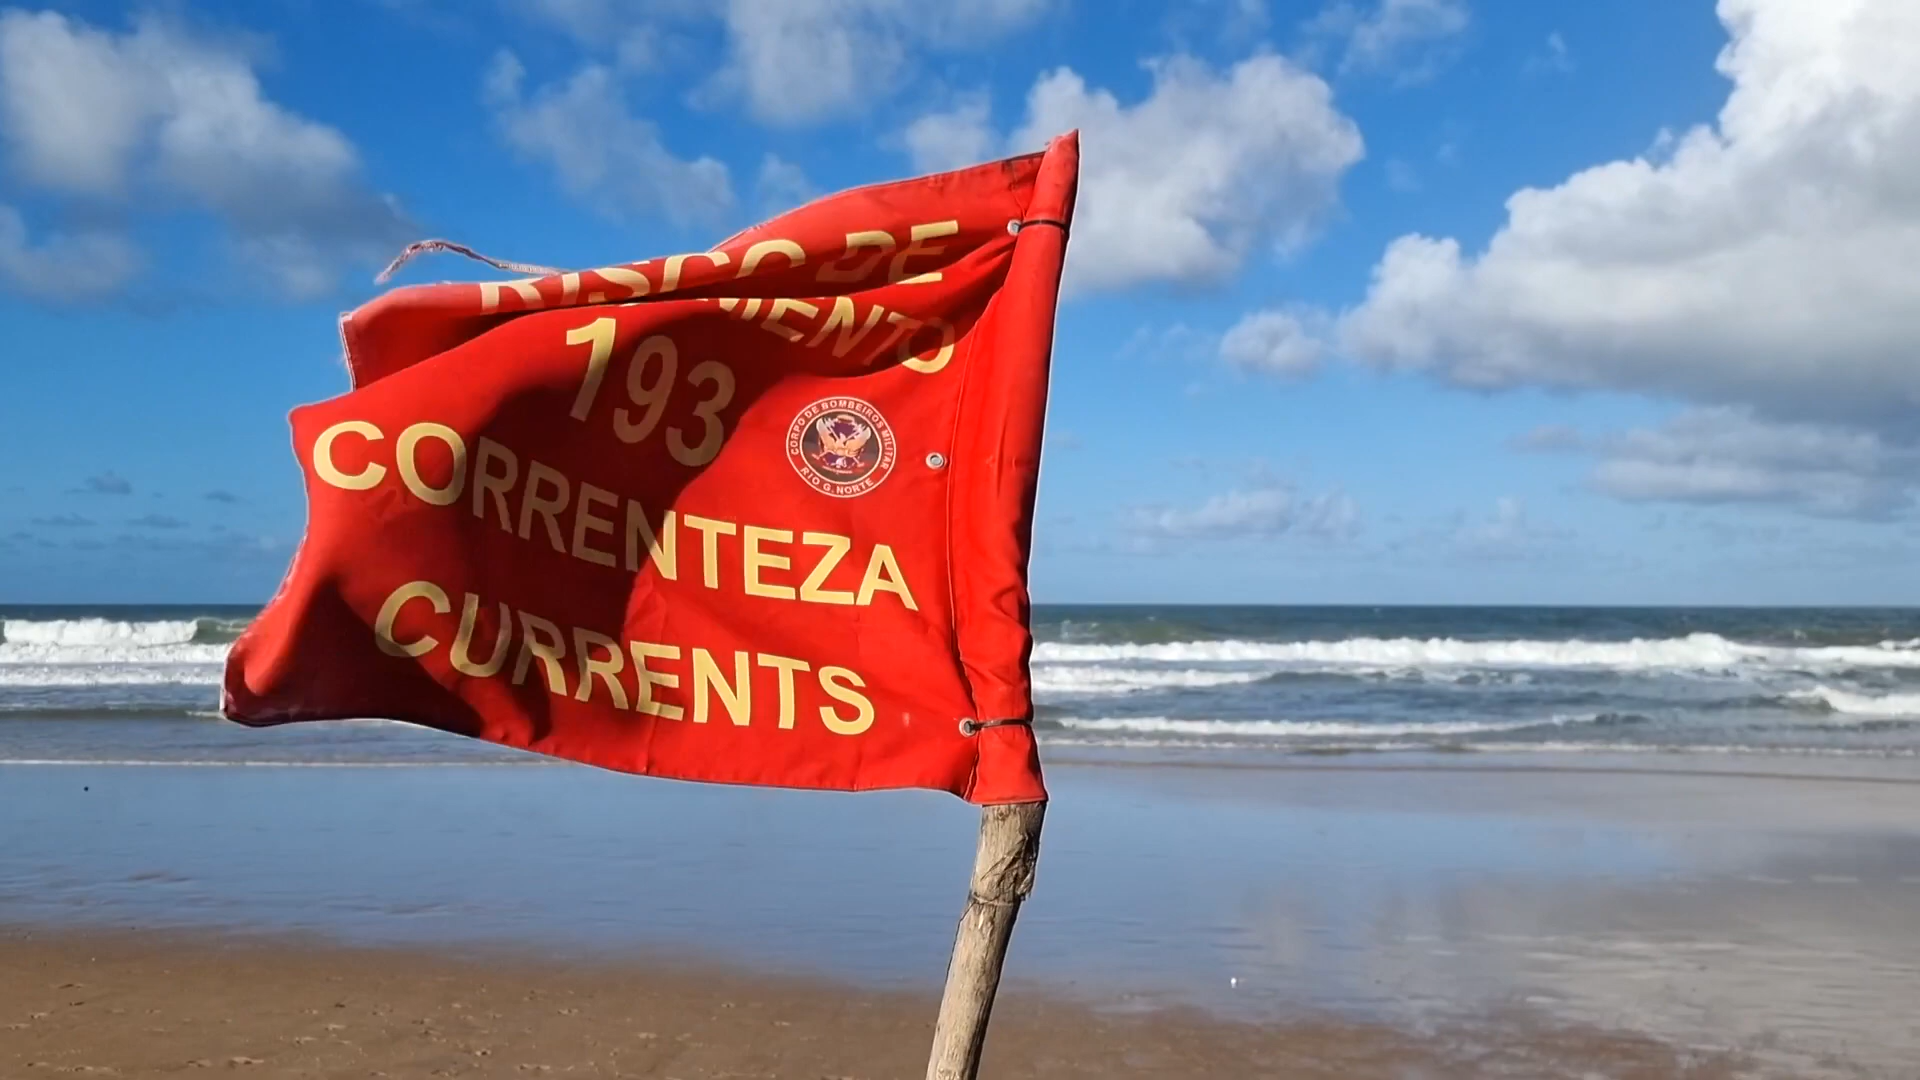 RISCO DE
193
CORRENTEZA
CURRENTS
CORPO DE BOMBEIROS MILITAR
RIO G. NORTE